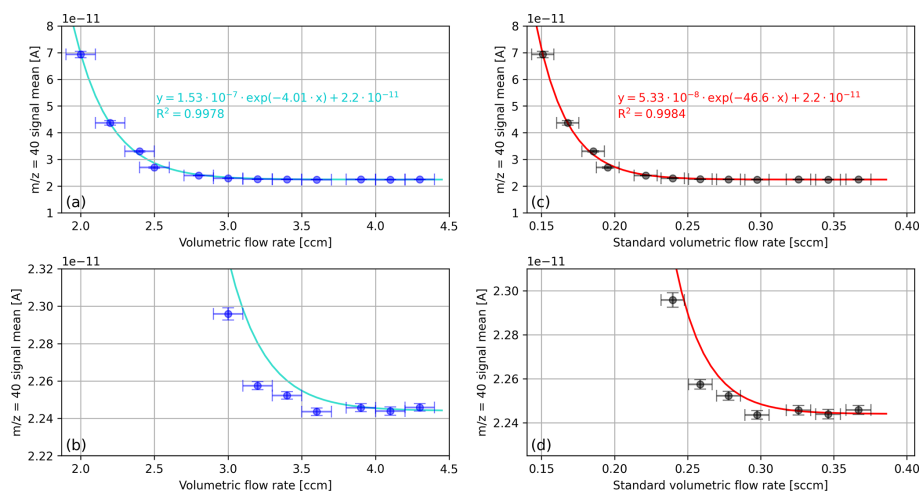 1e−11
8
7
6
5
4
3
2
1
m/z = 40 signal mean [A]
y = 1.53 · 10⁻⁷ · exp(−4.01 · x) + 2.2 · 10⁻¹¹
R² = 0.9978
(a)
2.0 2.5 3.0 3.5 4.0 4.5
Volumetric flow rate [ccm]
1e−11
8
7
6
5
4
3
2
1
m/z = 40 signal mean [A]
y = 5.33 · 10⁻⁸ · exp(−46.6 · x) + 2.2 · 10⁻¹¹
R² = 0.9984
(c)
0.15 0.20 0.25 0.30 0.35 0.40
Standard volumetric flow rate [sccm]
1e−11
2.32
2.30
2.28
2.26
2.24
2.22
m/z = 40 signal mean [A]
(b)
2.0 2.5 3.0 3.5 4.0 4.5
Volumetric flow rate [ccm]
1e−11
2.30
2.28
2.26
2.24
m/z = 40 signal mean [A]
(d)
0.15 0.20 0.25 0.30 0.35 0.40
Standard volumetric flow rate [sccm]